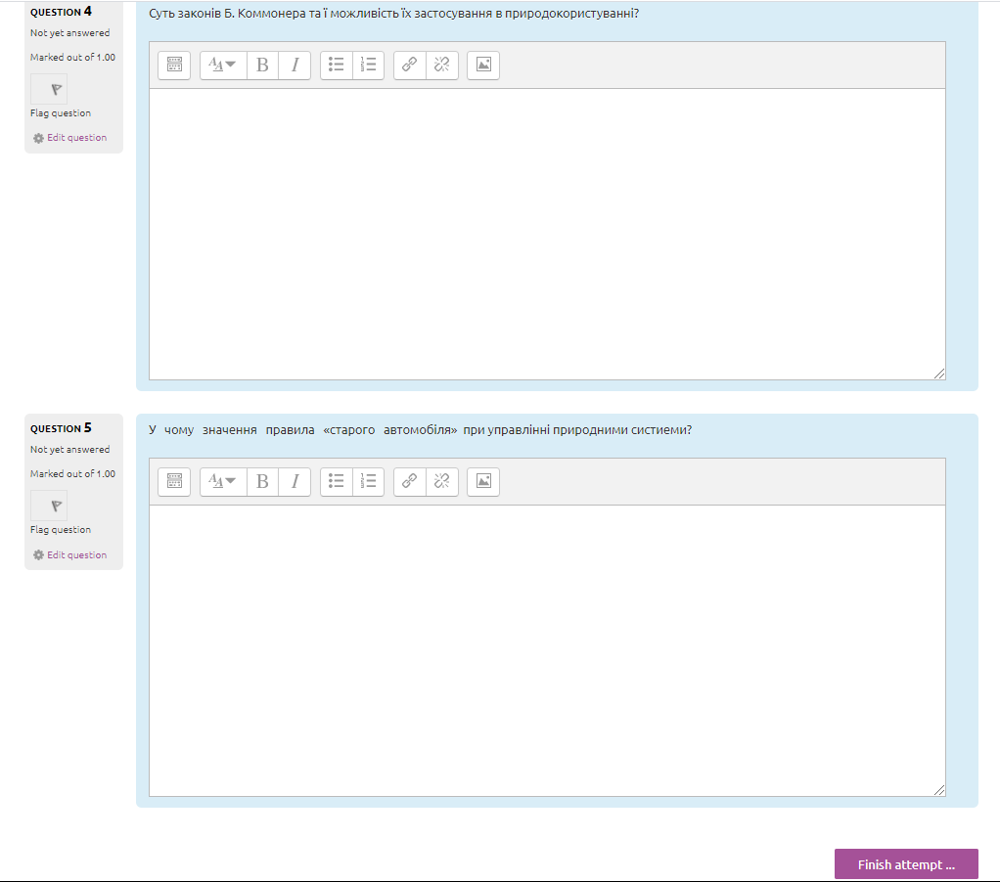 QUESTION 4
Not yet answered
Marked out of 1.00
Flag question
Edit question
Суть законів Б. Коммонера та ї можливість їх застосування в природокористуванні?
QUESTION 5
Not yet answered
Marked out of 1.00
Flag question
Edit question
У чому значення правила «старого автомобіля» при управлінні природними систиеми?
Finish attempt ...